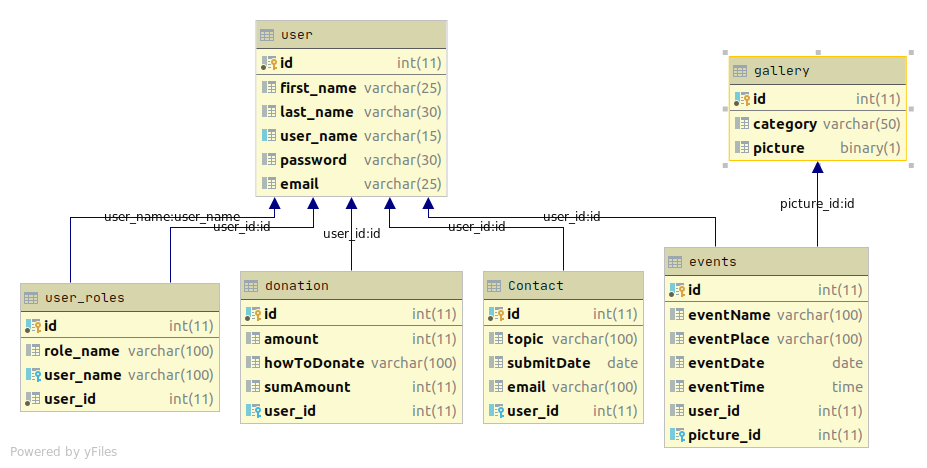 user
id int(11)
first_name varchar(25)
last_name varchar(30)
user_name varchar(15)
password varchar(30)
email varchar(25)
gallery
id int(11)
category varchar(50)
picture binary(1)
user_name:user_name
user_id:id
user_id:id
user_id:id
user_id:id
picture_id:id
user_roles
id int(11)
role_name varchar(100)
user_name varchar(100)
user_id int(11)
donation
id int(11)
amount int(11)
howToDonate varchar(100)
sumAmount int(11)
user_id int(11)
Contact
id int(11)
topic varchar(100)
submitDate date
email varchar(100)
user_id int(11)
events
id int(11)
eventName varchar(100)
eventPlace varchar(100)
eventDate date
eventTime time
user_id int(11)
picture_id int(11)
Powered by yFiles